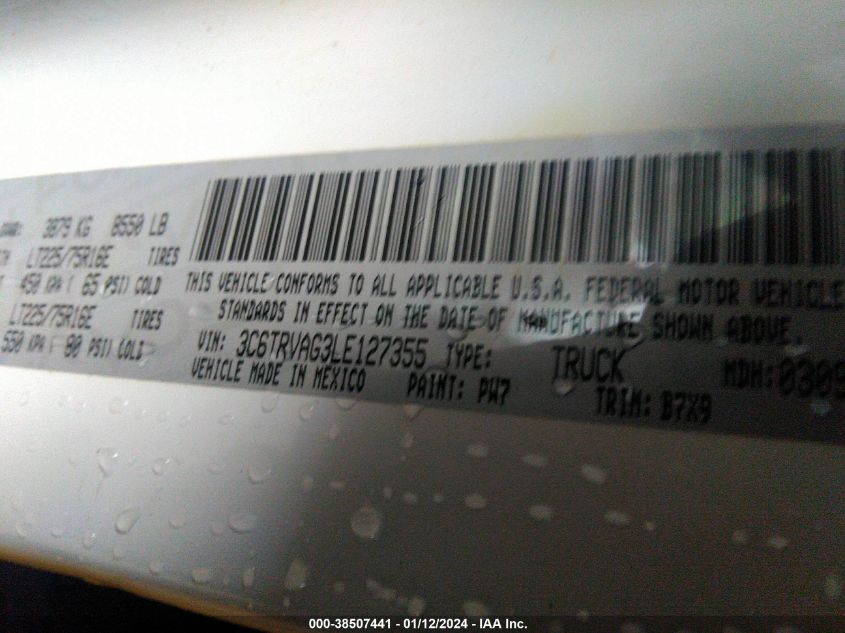 GVWR: 3879 KG 8550 LB
LT225/75R16E TIRES
450 KPA ( 65 PSI) COLD
LT225/75R16E TIRES
550 KPA ( 80 PSI) COLD
THIS VEHICLE CONFORMS TO ALL APPLICABLE U.S.A. FEDERAL MOTOR VEHICLE
STANDARDS IN EFFECT ON THE DATE OF MANUFACTURE SHOWN ABOVE.
VIN: 3C6TRVAG3LE127355 TYPE: TRUCK MDH: 0309
VEHICLE MADE IN MEXICO PAINT: PW7 TRIM: B7X9
000-38507441 - 01/12/2024 - IAA Inc.